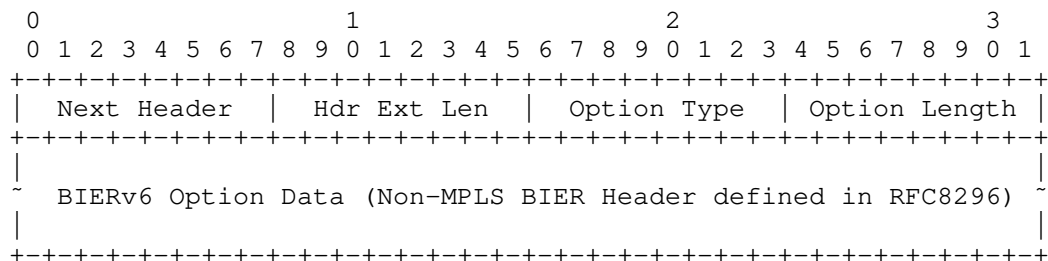 0                   1                   2                   3
0 1 2 3 4 5 6 7 8 9 0 1 2 3 4 5 6 7 8 9 0 1 2 3 4 5 6 7 8 9 0 1
+-+-+-+-+-+-+-+-+-+-+-+-+-+-+-+-+-+-+-+-+-+-+-+-+-+-+-+-+-+-+-+-+
|  Next Header  |  Hdr Ext Len  |  Option Type  | Option Length |
+-+-+-+-+-+-+-+-+-+-+-+-+-+-+-+-+-+-+-+-+-+-+-+-+-+-+-+-+-+-+-+-+
|                                                               |
~  BIERv6 Option Data (Non-MPLS BIER Header defined in RFC8296) ~
|                                                               |
+-+-+-+-+-+-+-+-+-+-+-+-+-+-+-+-+-+-+-+-+-+-+-+-+-+-+-+-+-+-+-+-+